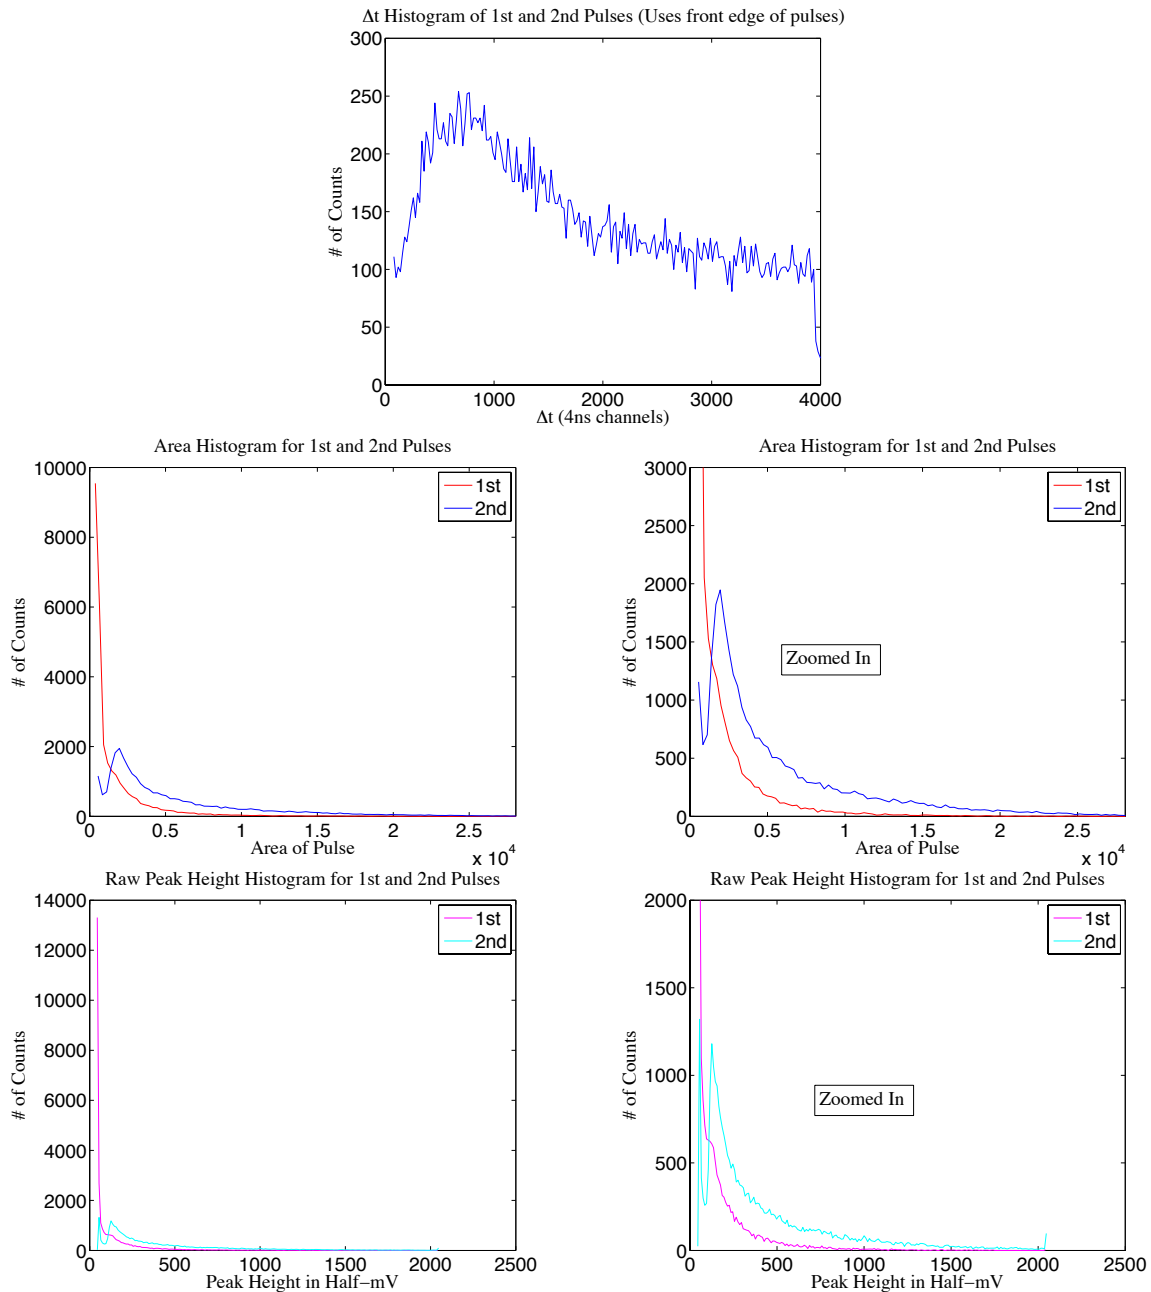 Δt Histogram of 1st and 2nd Pulses (Uses front edge of pulses)
300
250
200
150
100
50
0
# of Counts
0 1000 2000 3000 4000
Δt (4ns channels)
Area Histogram for 1st and 2nd Pulses
10000
8000
6000
4000
2000
0
# of Counts
1st
2nd
0 0.5 1 1.5 2 2.5
Area of Pulse
x 10^4
Area Histogram for 1st and 2nd Pulses
3000
2500
2000
1500
1000
500
0
# of Counts
1st
2nd
Zoomed In
0 0.5 1 1.5 2 2.5
Area of Pulse
x 10^4
Raw Peak Height Histogram for 1st and 2nd Pulses
14000
12000
10000
8000
6000
4000
2000
0
# of Counts
1st
2nd
0 500 1000 1500 2000 2500
Peak Height in Half−mV
Raw Peak Height Histogram for 1st and 2nd Pulses
2000
1500
1000
500
0
# of Counts
1st
2nd
Zoomed In
0 500 1000 1500 2000 2500
Peak Height in Half−mV